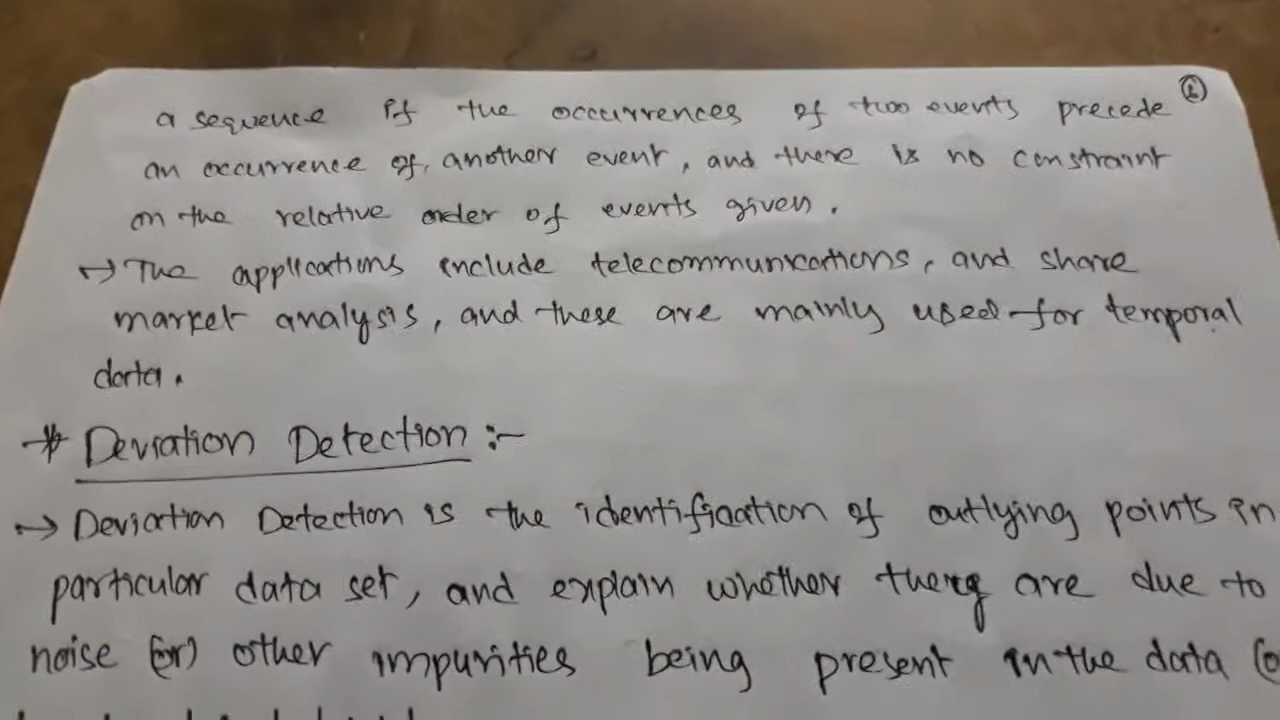 a sequence if the occurrences of two events precede
an occurrence of another event, and there is no constraint
on the relative order of events given.
→ The applications include telecommunications, and share
market analysis, and these are mainly used for temporal
data.
* Deviation Detection :-
→ Deviation Detection is the identification of outlying points in
particular data set, and explain whether they are due to
noise (or) other impurities being present in the data